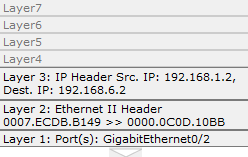 Layer7
Layer6
Layer5
Layer4
Layer 3: IP Header Src. IP: 192.168.1.2,
Dest. IP: 192.168.6.2
Layer 2: Ethernet II Header
0007.ECDB.B149 >> 0000.0C0D.10BB
Layer 1: Port(s): GigabitEthernet0/2